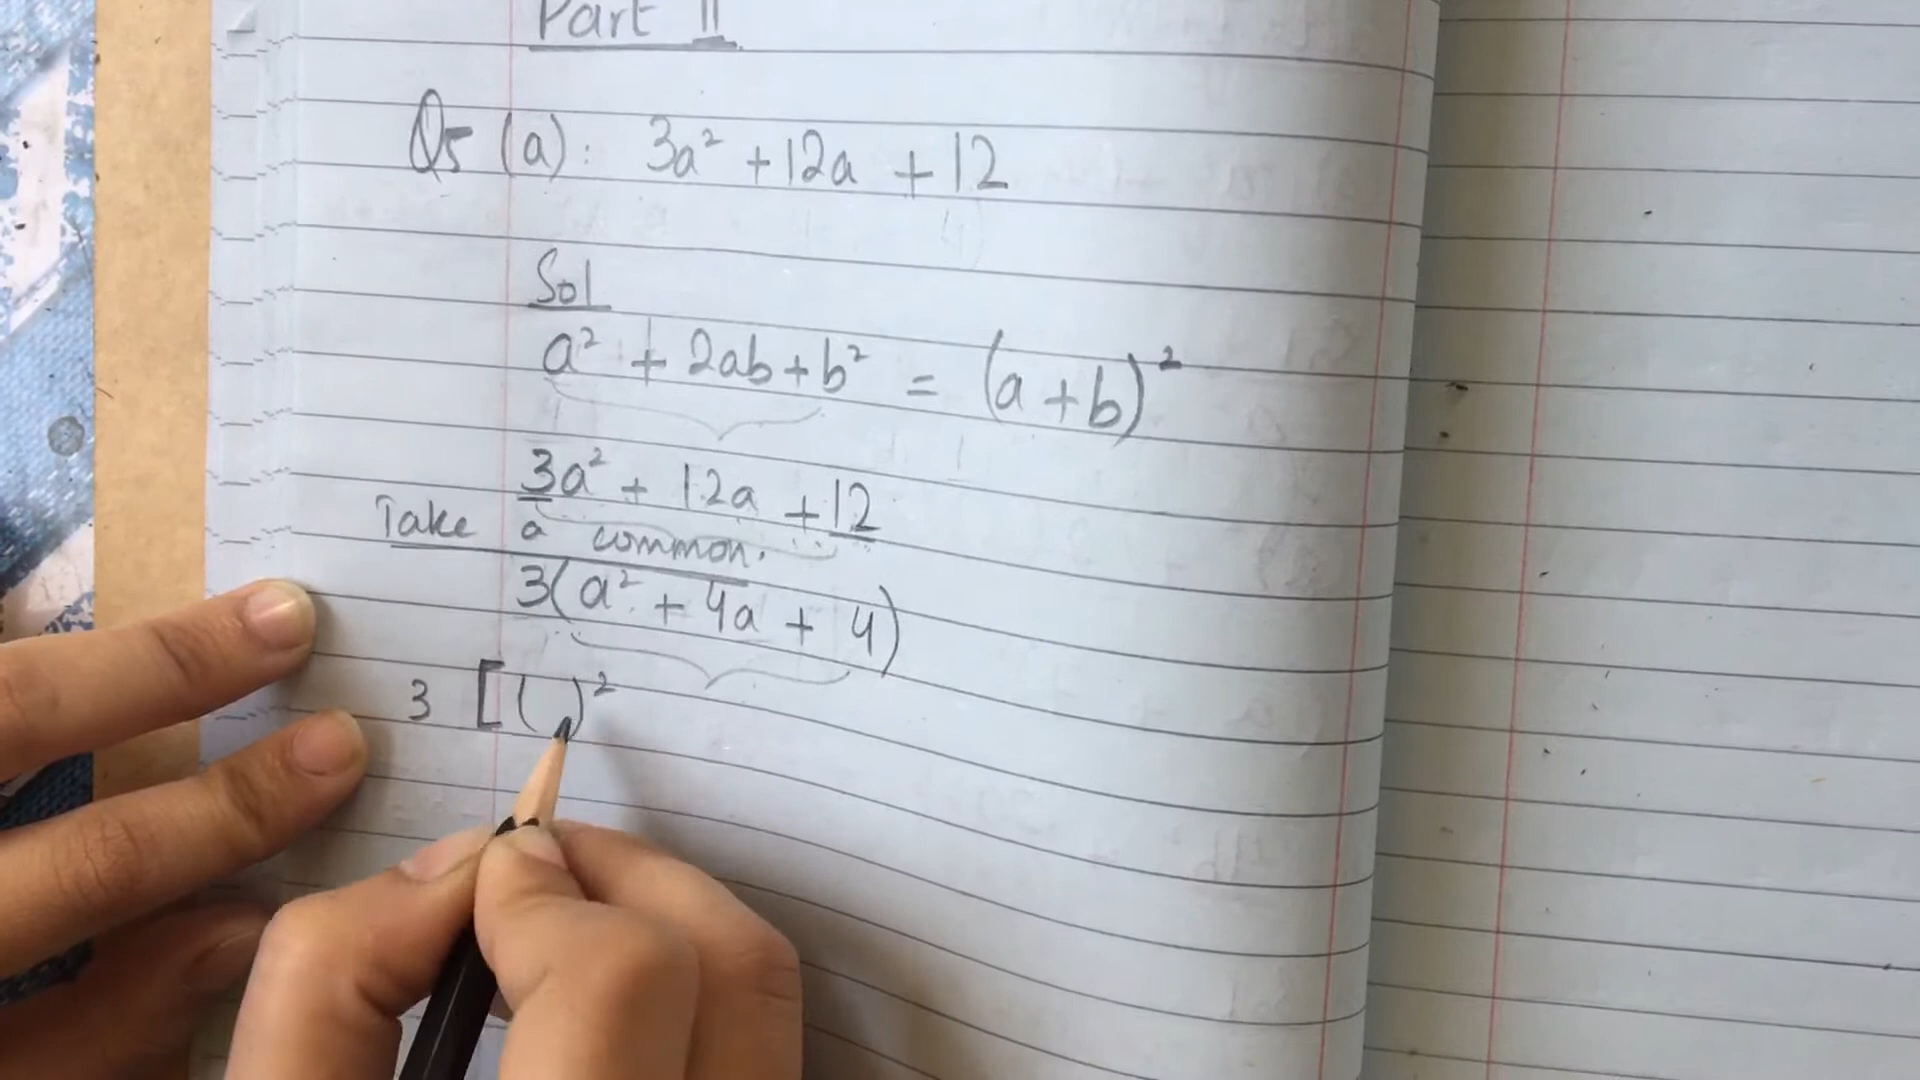 Part II
Q5 (a): 3a² + 12a + 12
Sol
a² + 2ab + b² = (a + b)²
3a² + 12a + 12
Take a common.
3(a² + 4a + 4)
3 [( )²